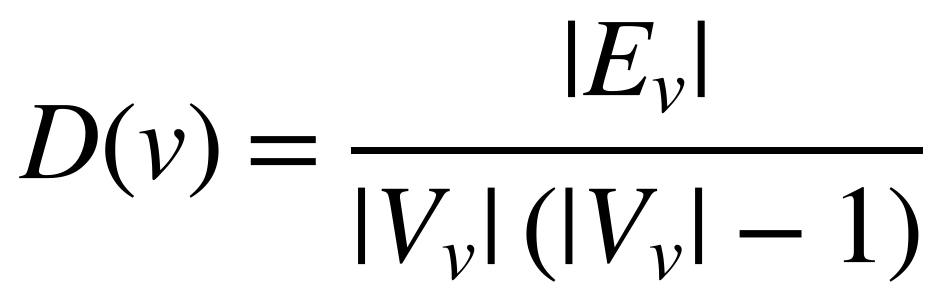 D(v) = |E_v| / (|V_v| (|V_v| − 1))